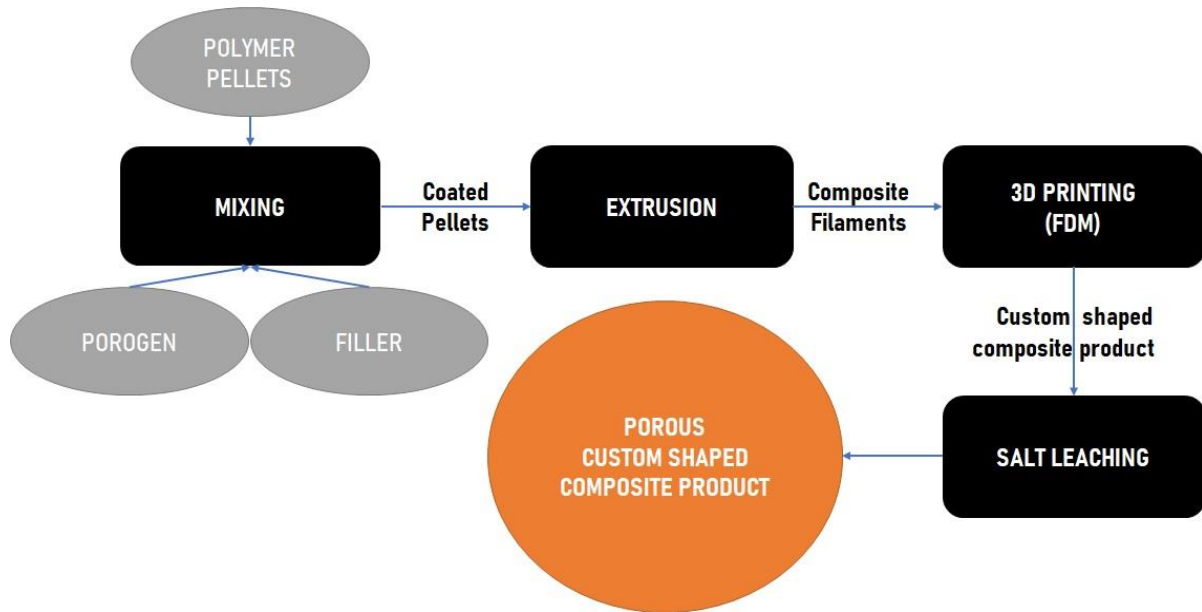 POLYMER
PELLETS
MIXING
Coated
Pellets
EXTRUSION
Composite
Filaments
3D PRINTING
(FDM)
POROGEN
FILLER
Custom shaped
composite product
POROUS
CUSTOM SHAPED
COMPOSITE PRODUCT
SALT LEACHING